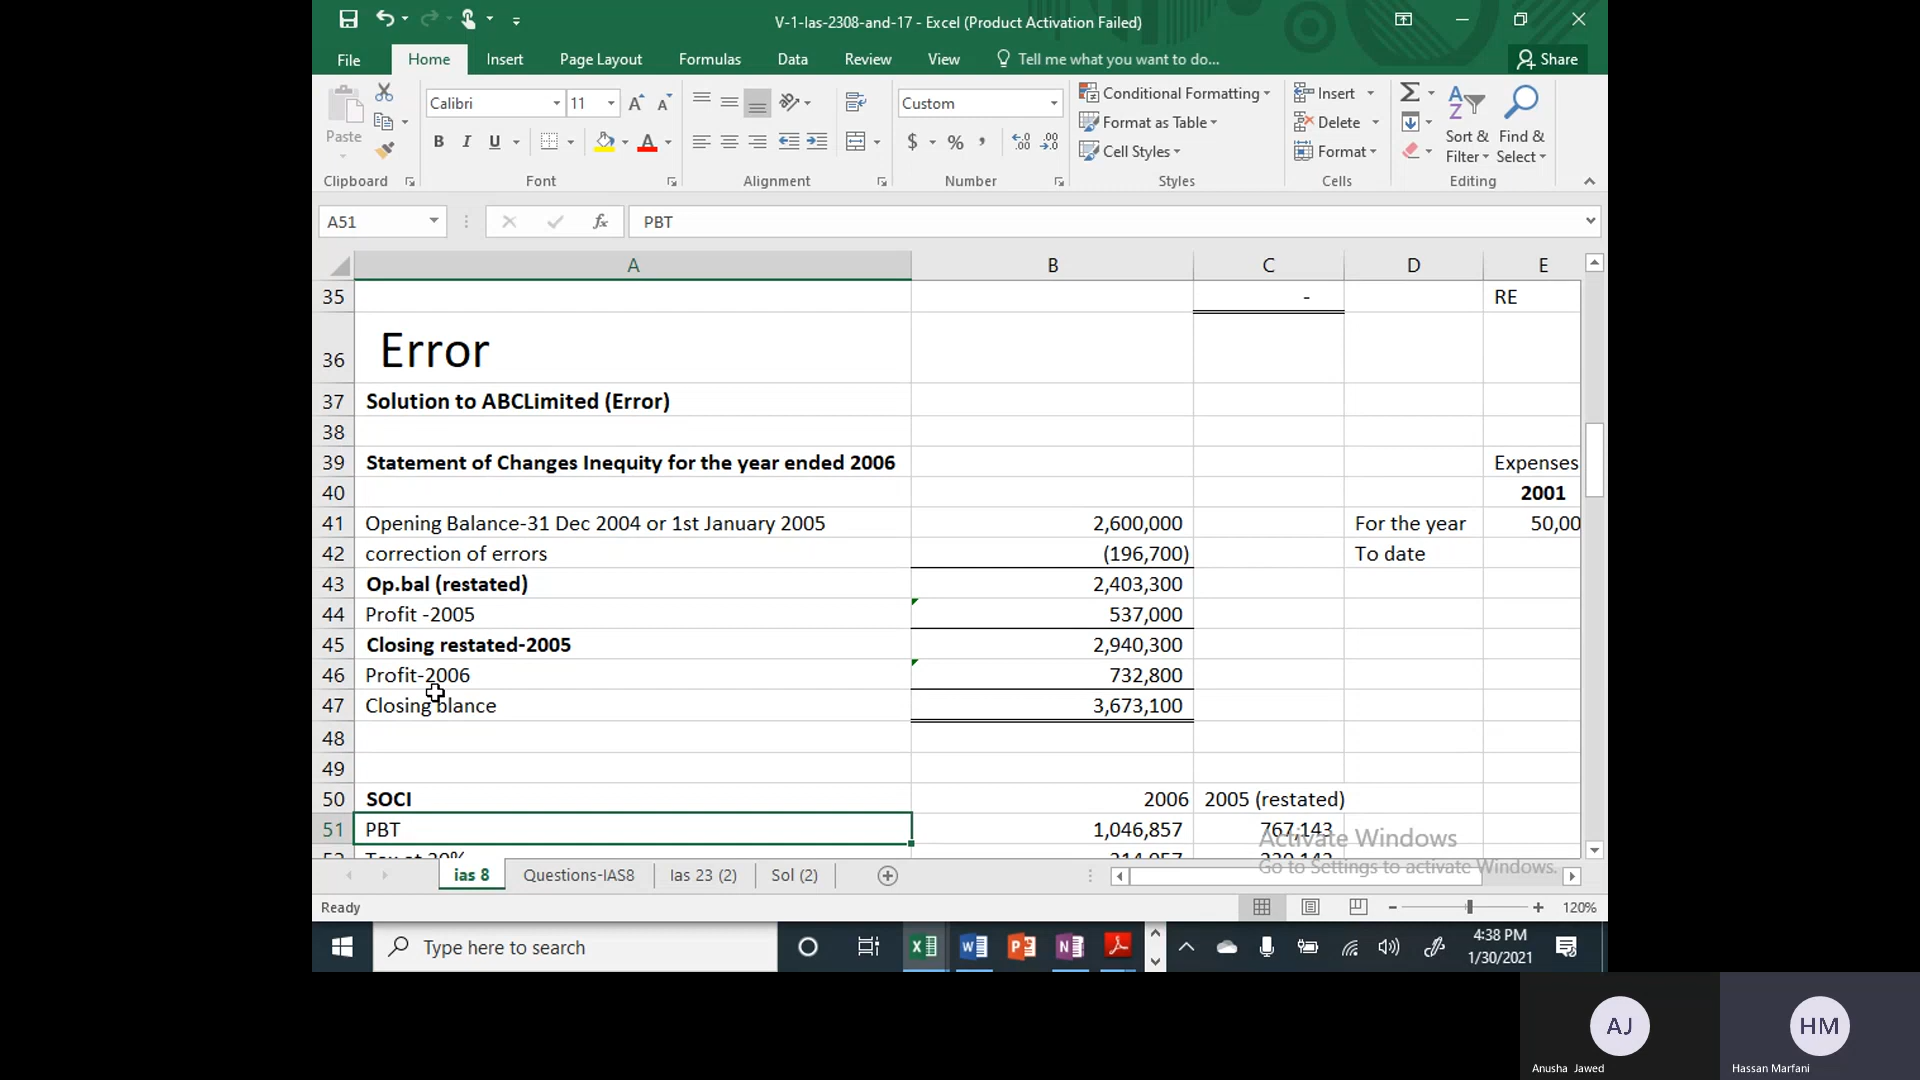 V-1-Ias-2308-and-17 - Excel (Product Activation Failed)
File Home Insert Page Layout Formulas Data Review View Tell me what you want to do... Share
Paste
Calibri 11
B I U
Custom
$ %
Conditional Formatting
Format as Table
Cell Styles
Insert
Delete
Format
Sort & Filter
Find & Select
Clipboard Font Alignment Number Styles Cells Editing
A51 fx PBT
A B C D E
35 - RE
36 Error
37 Solution to ABCLimited (Error)
38
39 Statement of Changes Inequity for the year ended 2006 Expenses
40 2001
41 Opening Balance-31 Dec 2004 or 1st January 2005 2,600,000 For the year 50,00
42 correction of errors (196,700) To date
43 Op.bal (restated) 2,403,300
44 Profit -2005 537,000
45 Closing restated-2005 2,940,300
46 Profit-2006 732,800
47 Closing blance 3,673,100
48
49
50 SOCI 2006 2005 (restated)
51 PBT 1,046,857 767,143
Activate Windows
Go to Settings to activate Windows.
ias 8 Questions-IAS8 Ias 23 (2) Sol (2)
Ready 120%
Type here to search
4:38 PM
1/30/2021
AJ HM
Anusha Jawed Hassan Marfani